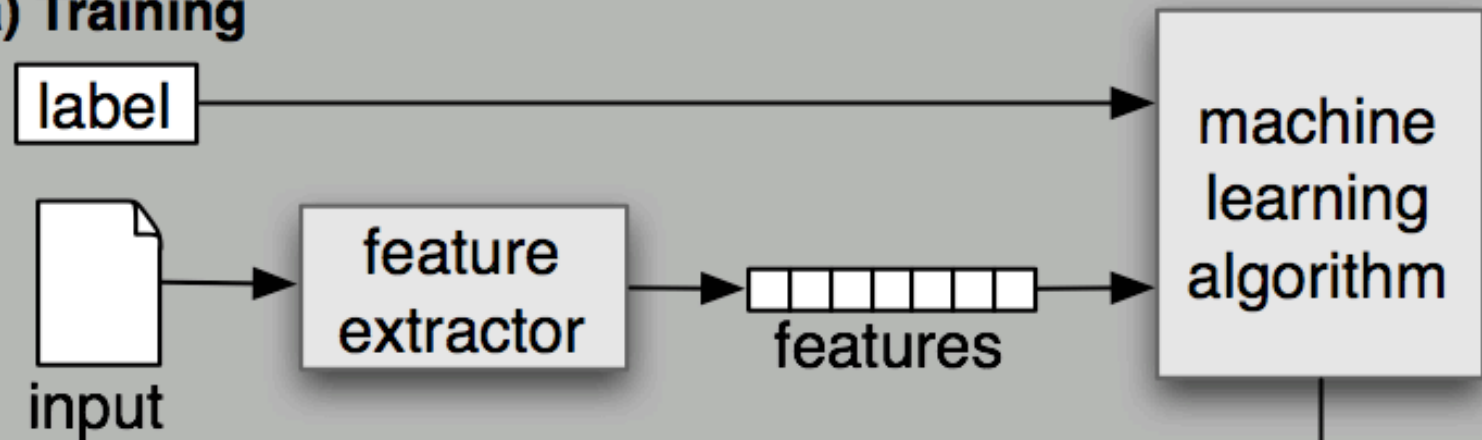 ) Training
label
machine
learning
algorithm
feature
extractor
features
input